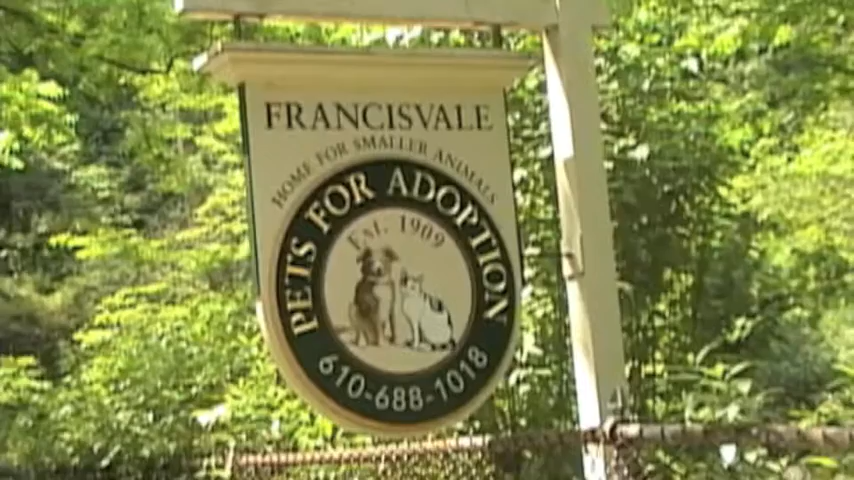 FRANCISVALE
HOME FOR SMALLER ANIMALS
PETS FOR ADOPTION
EST. 1909
610-688-1018